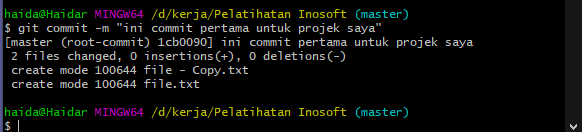 haida@Haidar MINGW64 /d/kerja/Pelatihan Inosoft (master)
$ git commit -m "ini commit pertama untuk projek saya"
[master (root-commit) 1cb0090] ini commit pertama untuk projek saya
 2 files changed, 0 insertions(+), 0 deletions(-)
 create mode 100644 file - Copy.txt
 create mode 100644 file.txt
haida@Haidar MINGW64 /d/kerja/Pelatihan Inosoft (master)
$